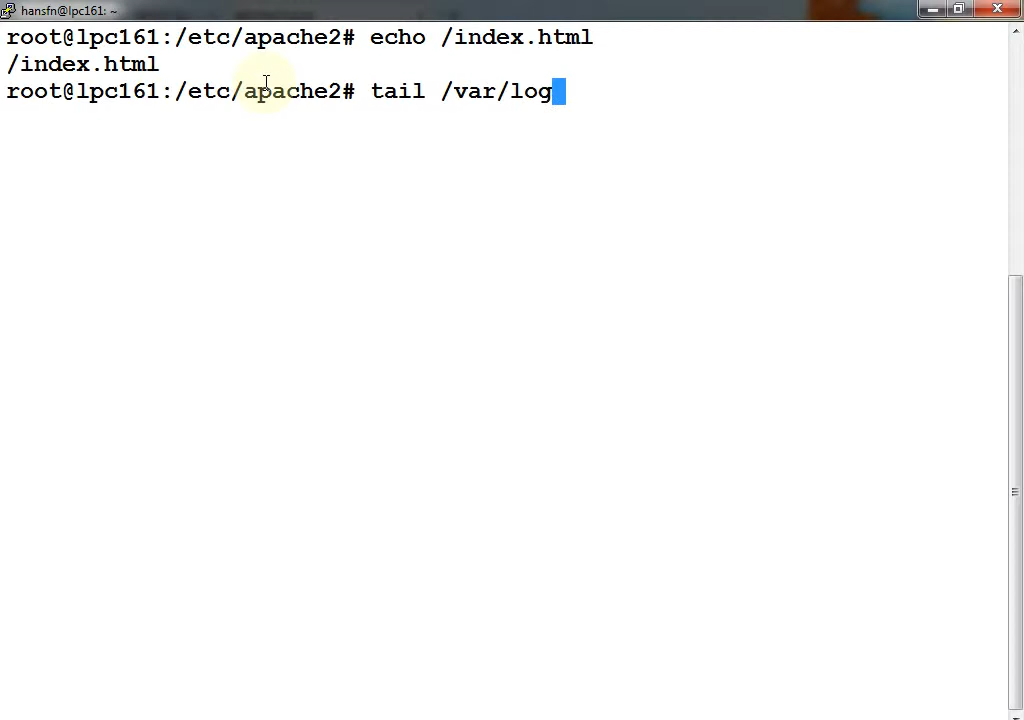 hansfn@lpc161: ~
root@lpc161:/etc/apache2# echo /index.html
/index.html
root@lpc161:/etc/apache2# tail /var/log